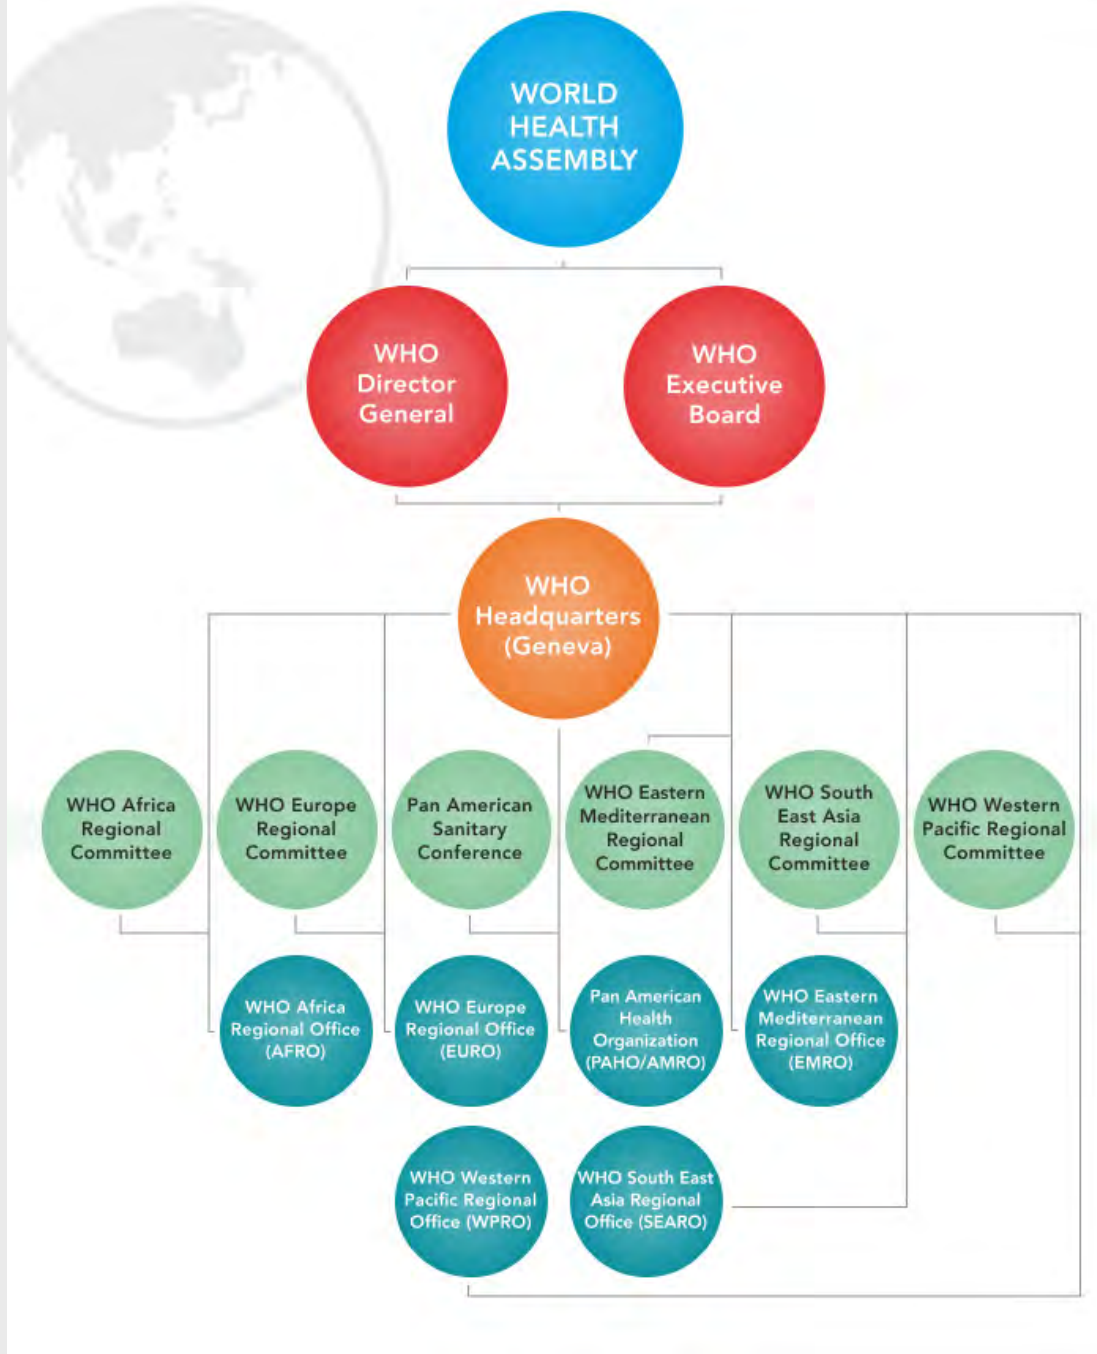 WORLD
HEALTH
ASSEMBLY
WHO
Director
General
WHO
Executive
Board
WHO
Headquarters
(Geneva)
WHO Africa
Regional
Committee
WHO Europe
Regional
Committee
Pan American
Sanitary
Conference
WHO Eastern
Mediterranean
Regional
Committee
WHO South
East Asia
Regional
Committee
WHO Western
Pacific Regional
Committee
WHO Africa
Regional Office
(AFRO)
WHO Europe
Regional Office
(EURO)
Pan American
Health
Organization
(PAHO/AMRO)
WHO Eastern
Mediterranean
Regional Office
(EMRO)
WHO Western
Pacific Regional
Office (WPRO)
WHO South East
Asia Regional
Office (SEARO)